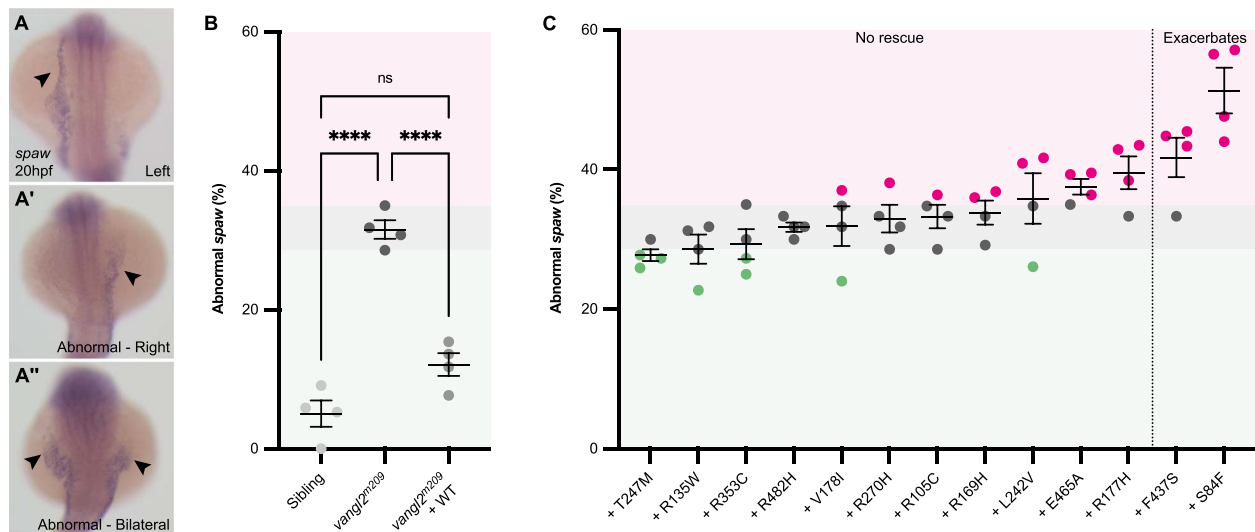 A
spaw
20hpf
Left
A'
Abnormal - Right
A"
Abnormal - Bilateral
B
Abnormal spaw (%)
60
40
20
0
ns
****
****
Sibling
vangl2m209
vangl2m209
+ WT
C
Abnormal spaw (%)
60
40
20
0
No rescue
Exacerbates
+ T247M
+ R135W
+ R353C
+ R482H
+ V178I
+ R270H
+ R105C
+ R169H
+ L242V
+ E465A
+ R177H
+ F437S
+ S84F